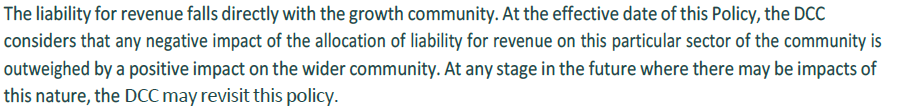 The liability for revenue falls directly with the growth community. At the effective date of this Policy, the DCC
considers that any negative impact of the allocation of liability for revenue on this particular sector of the community is
outweighed by a positive impact on the wider community. At any stage in the future where there may be impacts of
this nature, the DCC may revisit this policy.